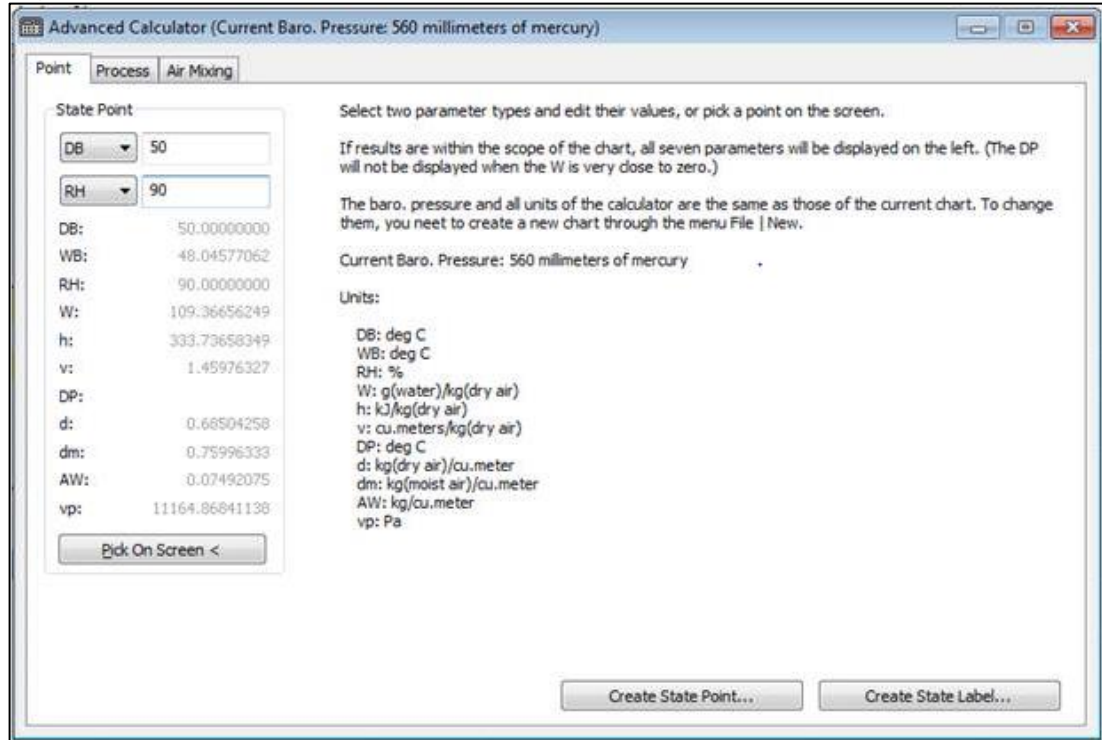 Advanced Calculator (Current Baro. Pressure: 560 millimeters of mercury)
Point Process Air Mixing
State Point
DB 50
RH 90
DB: 50.00000000
WB: 48.04577062
RH: 90.00000000
W: 109.36656249
h: 333.73658349
v: 1.45976327
DP:
d: 0.68504258
dm: 0.75996333
AW: 0.07492075
vp: 11164.86841138
Pick On Screen <
Select two parameter types and edit their values, or pick a point on the screen.
If results are within the scope of the chart, all seven parameters will be displayed on the left. (The DP
will not be displayed when the W is very close to zero.)
The baro. pressure and all units of the calculator are the same as those of the current chart. To change
them, you neet to create a new chart through the menu File | New.
Current Baro. Pressure: 560 millimeters of mercury
Units:
DB: deg C
WB: deg C
RH: %
W: g(water)/kg(dry air)
h: kJ/kg(dry air)
v: cu.meters/kg(dry air)
DP: deg C
d: kg(dry air)/cu.meter
dm: kg(moist air)/cu.meter
AW: kg/cu.meter
vp: Pa
Create State Point... Create State Label...